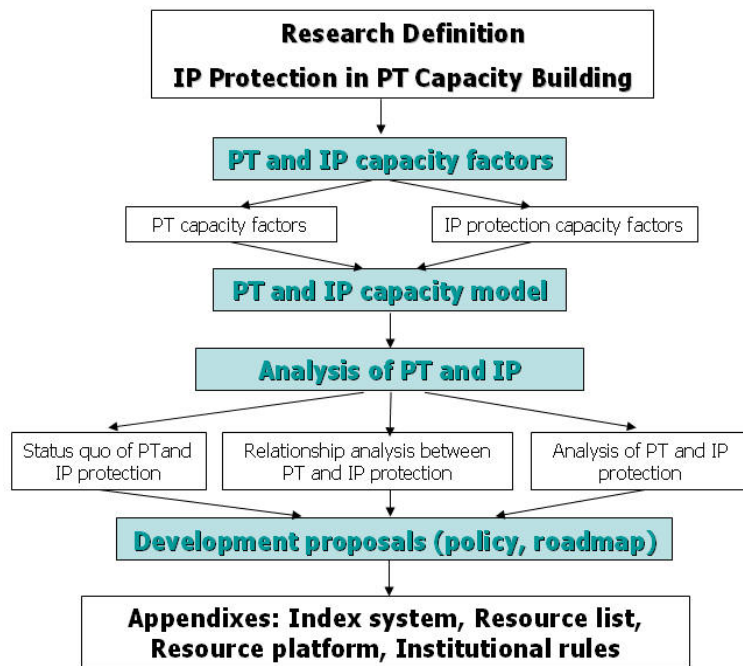 Research Definition
IP Protection in PT Capacity Building
PT and IP capacity factors
PT capacity factors
IP protection capacity factors
PT and IP capacity model
Analysis of PT and IP
Status quo of PTand
IP protection
Relationship analysis between
PT and IP protection
Analysis of PT and IP
protection
Development proposals (policy, roadmap)
Appendixes: Index system, Resource list,
Resource platform, Institutional rules